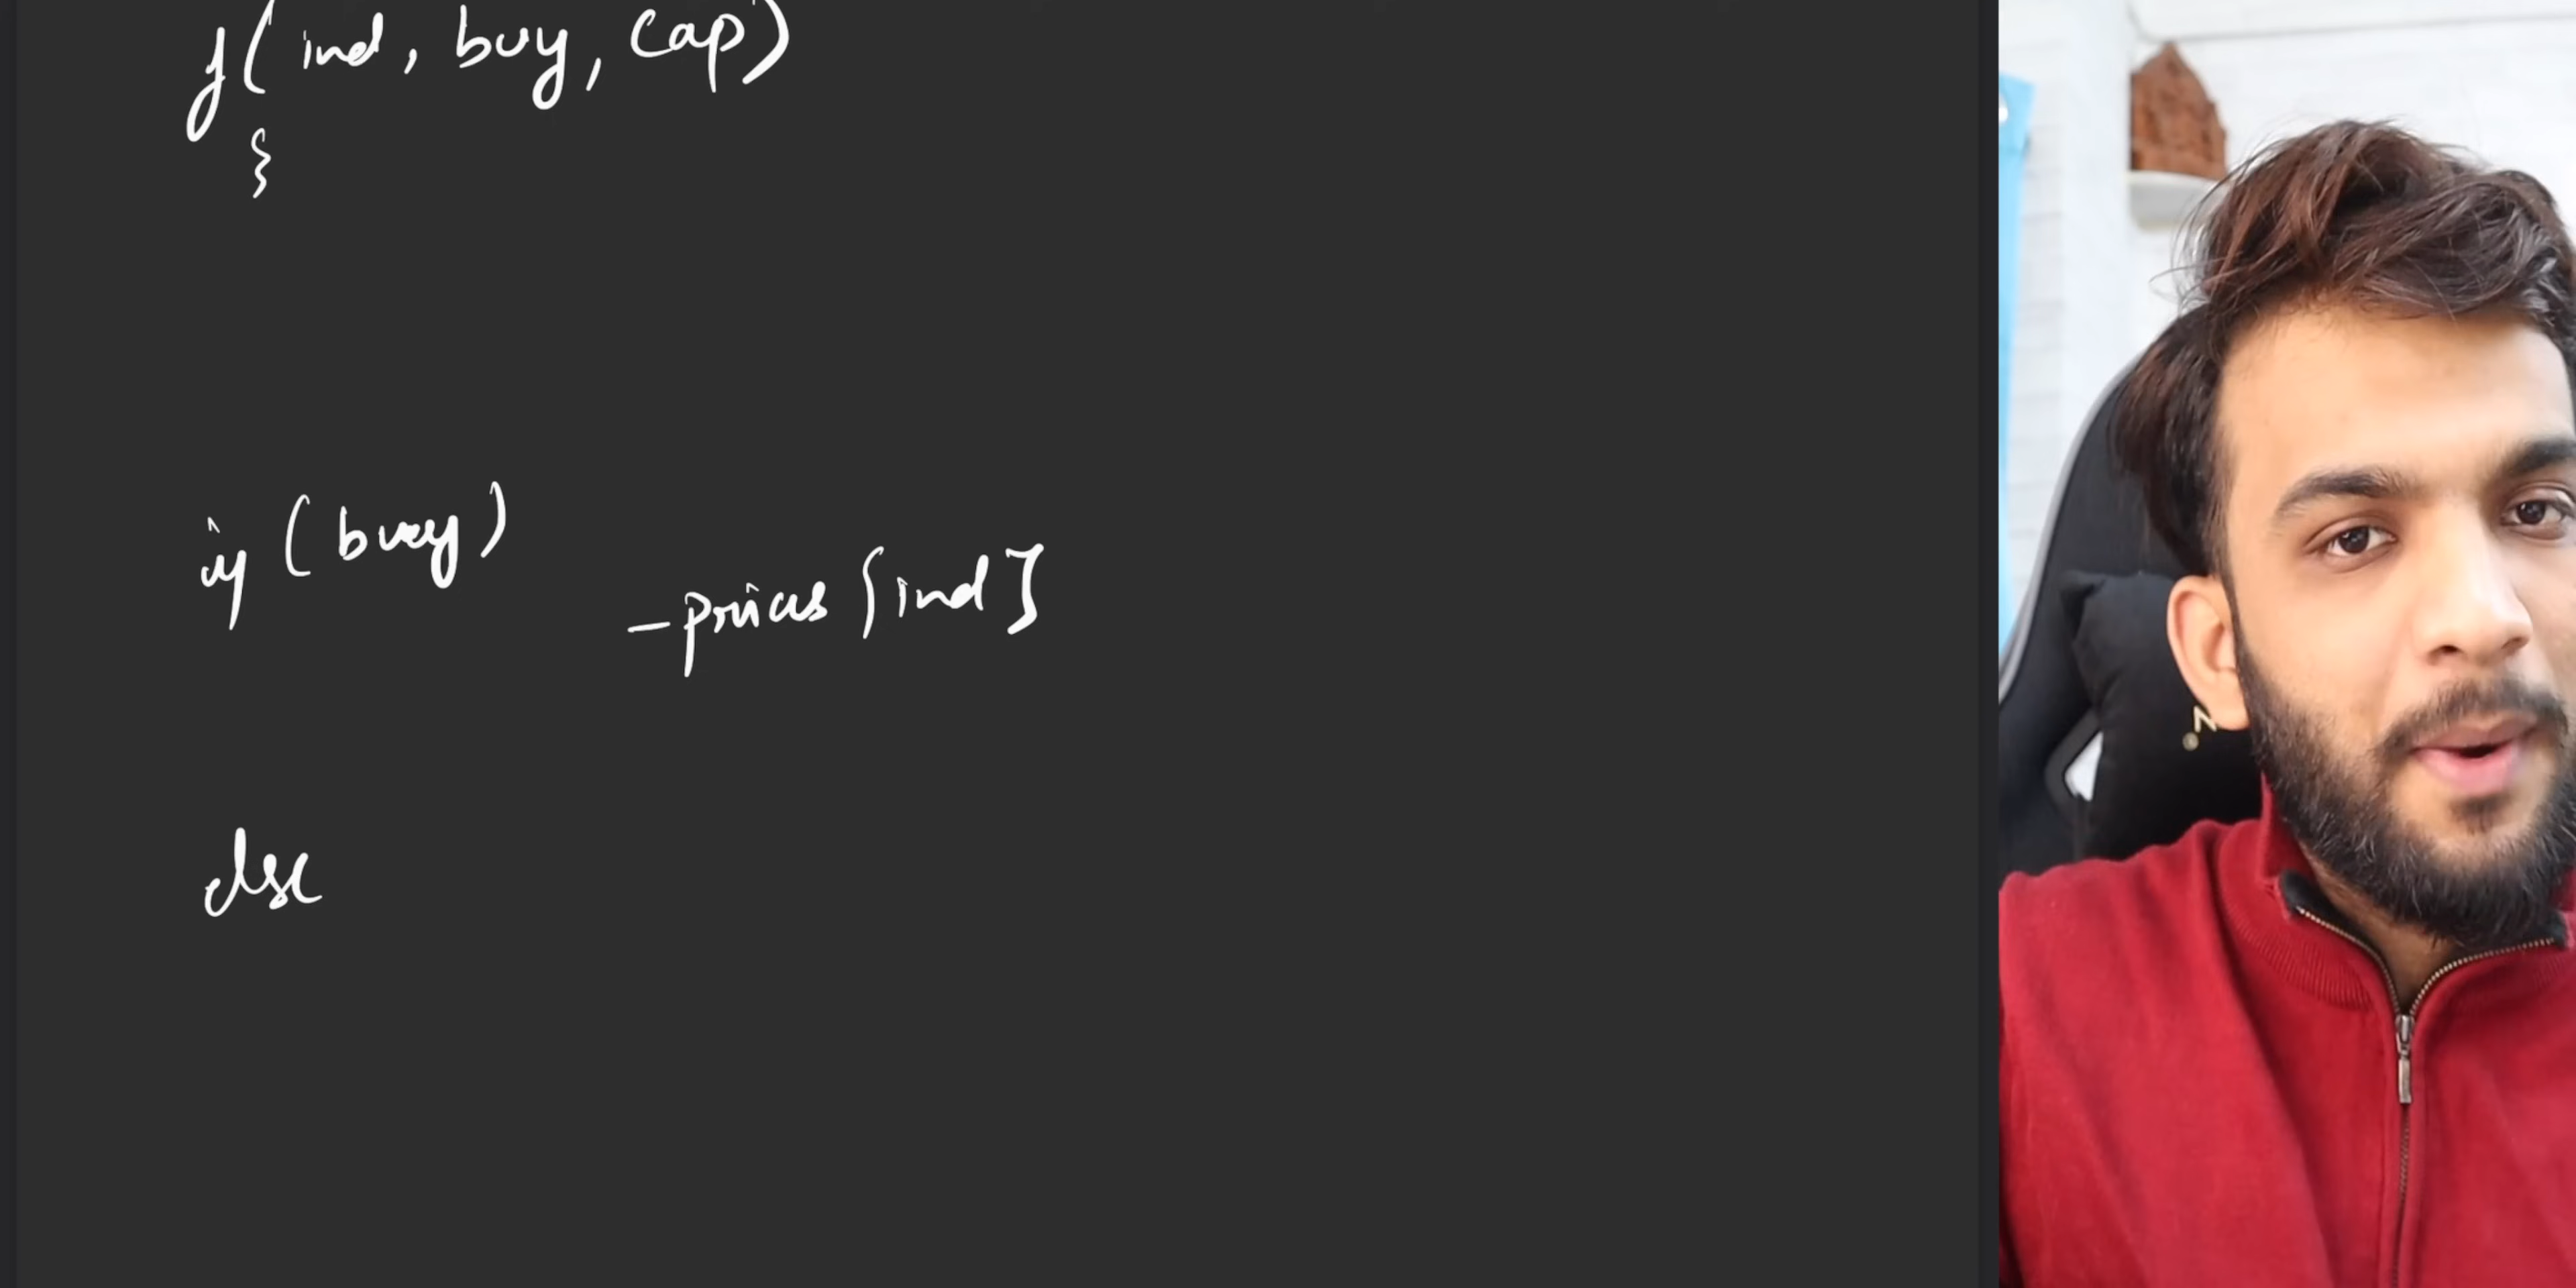 f(ind, buy, cap)
{
if (buy)
-prices[ind]
else